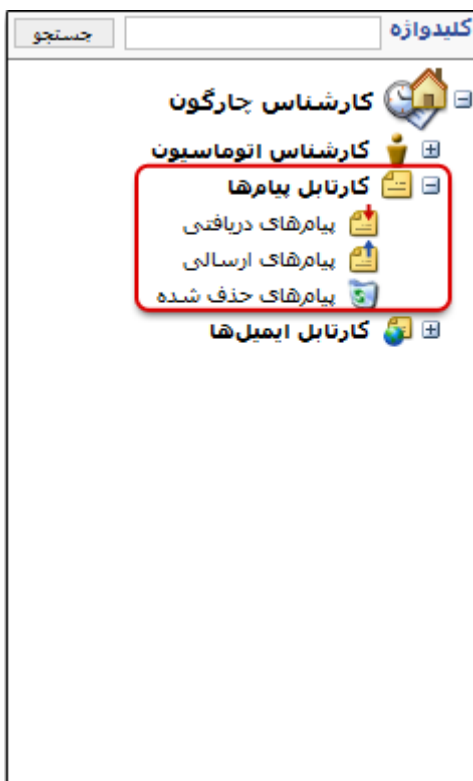 کلیدواژه جستجو
کارشناس چارگون
کارشناس اتوماسیون
کارتابل پیام‌ها
پیام‌های دریافتی
پیام‌های ارسالی
پیام‌های حذف شده
کارتابل ایمیل‌ها